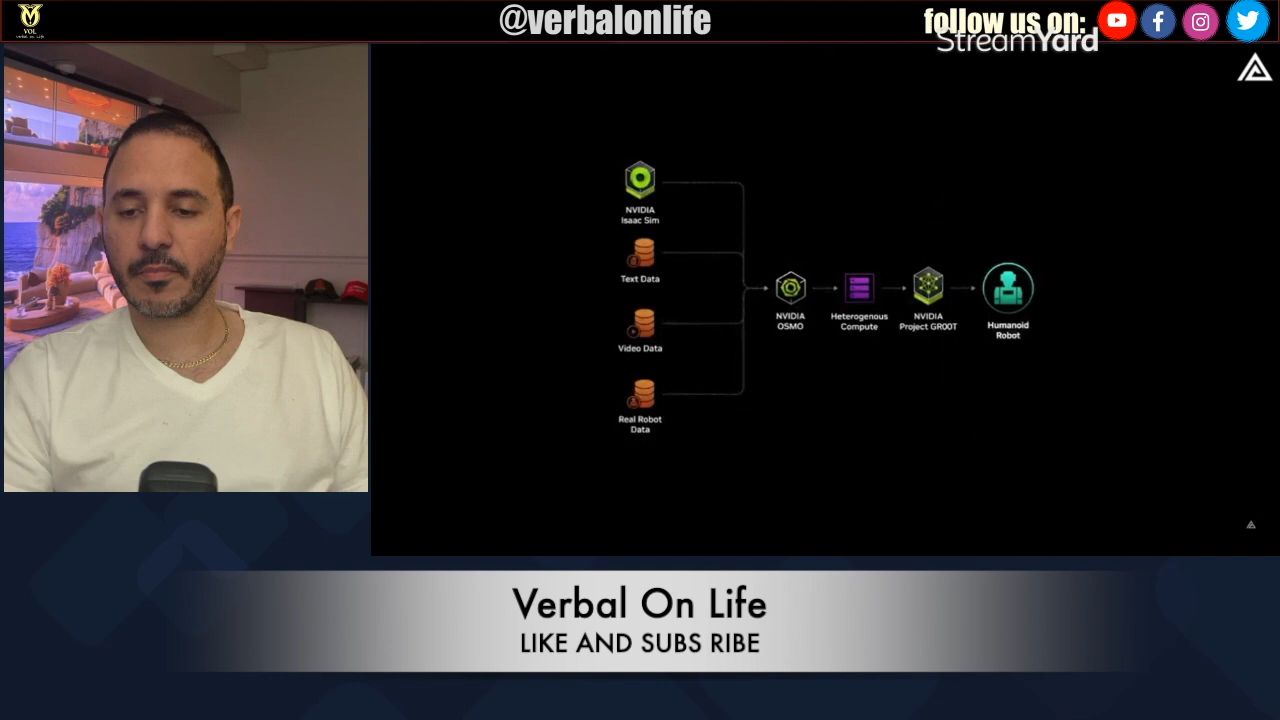 VOL
@verbalonlife
follow us on:
StreamYard
NVIDIA
Isaac Sim
Text Data
Video Data
Real Robot
Data
NVIDIA
OSMO
Heterogenous
Compute
NVIDIA
Project GR00T
Humanoid
Robot
Verbal On Life
LIKE AND SUBS RIBE